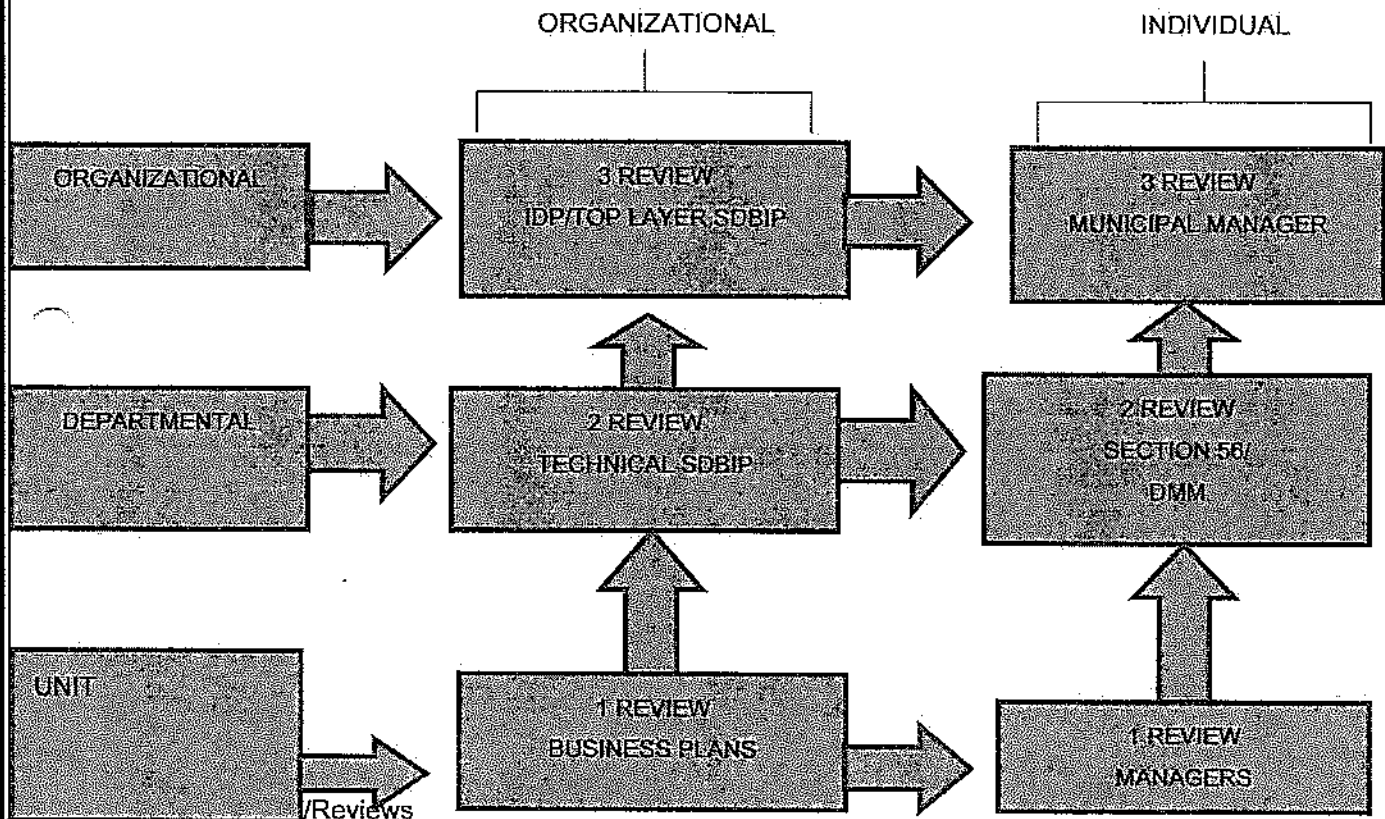 ORGANIZATIONAL
INDIVIDUAL
ORGANIZATIONAL
3 REVIEW
IDP/TOP LAYER SDBIP
3 REVIEW
MUNICIPAL MANAGER
DEPARTMENTAL
2 REVIEW
TECHNICAL SDBIP
2 REVIEW
SECTION 56/
DMM
UNIT
1 REVIEW
BUSINESS PLANS
1 REVIEW
MANAGERS
/Reviews